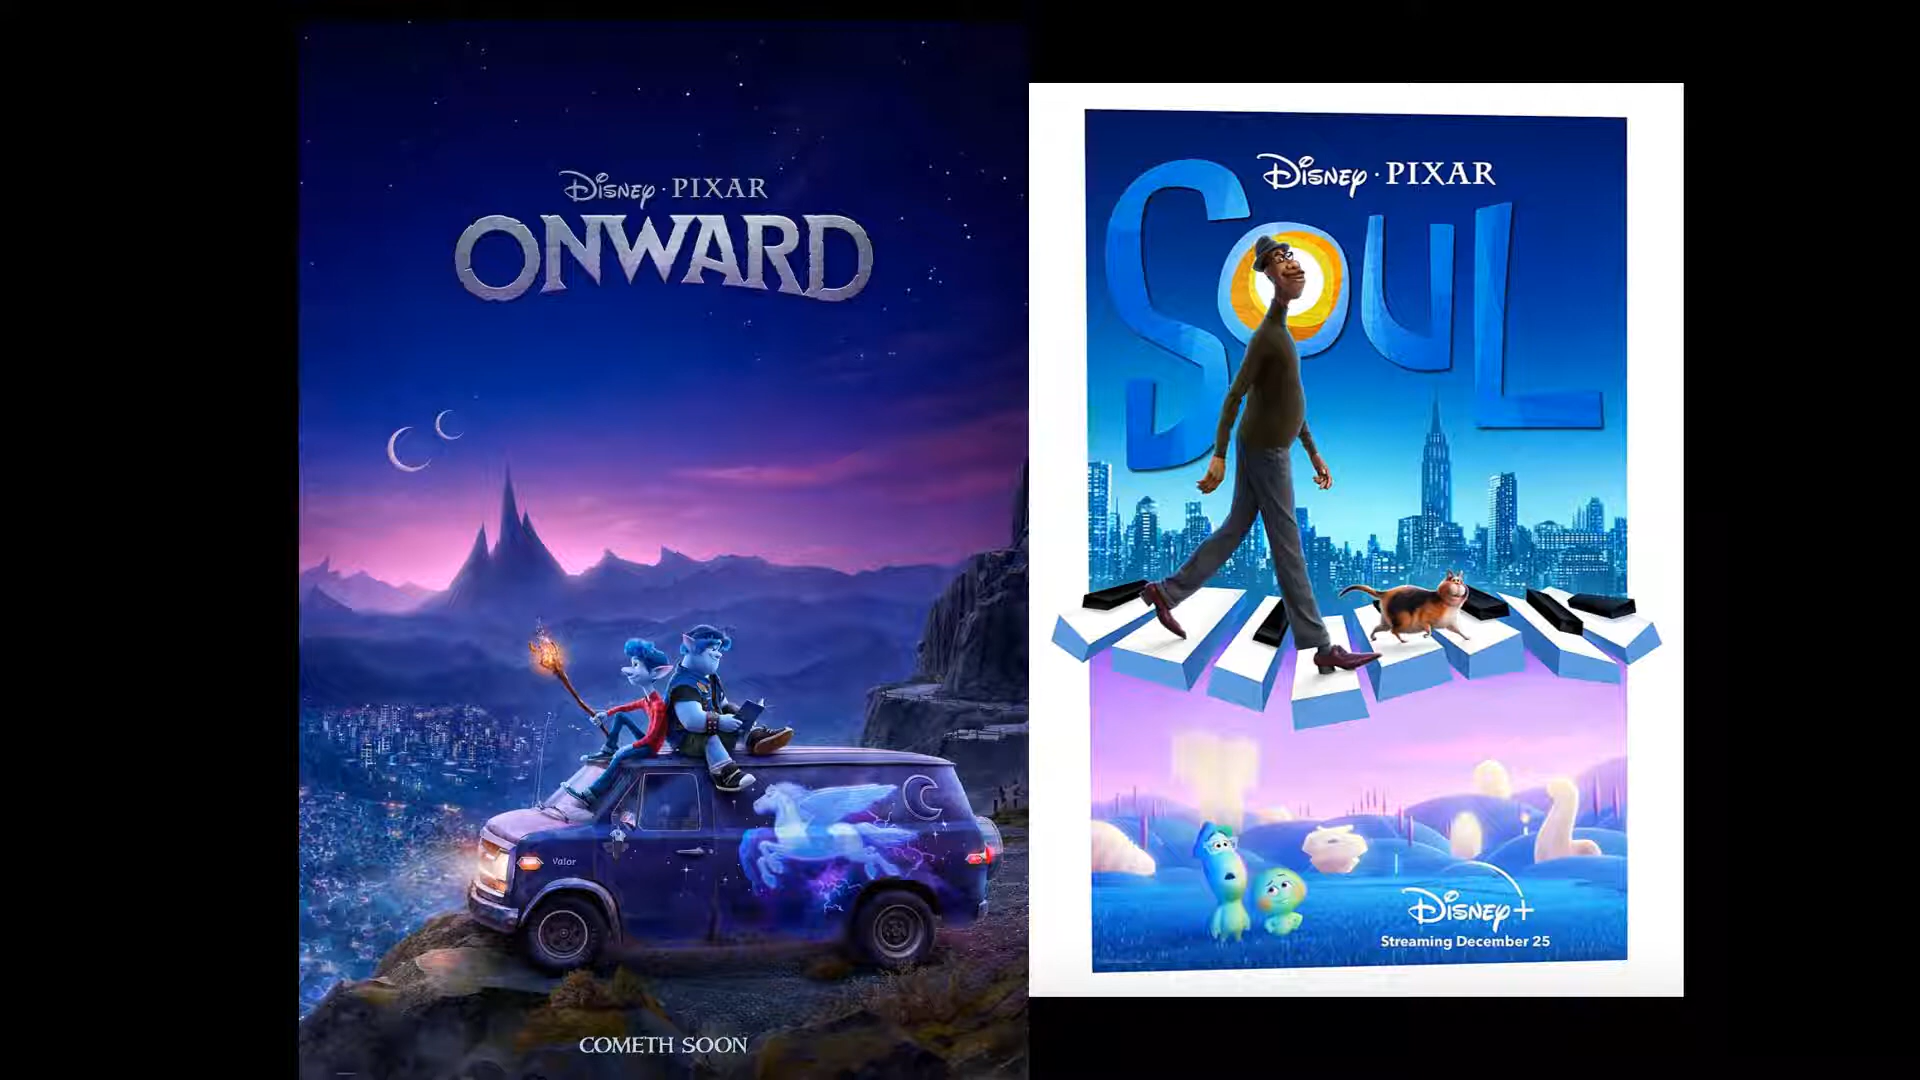 Disney · PIXAR
ONWARD
Valor
COMETH SOON
Disney · PIXAR
SOUL
Disney+
Streaming December 25